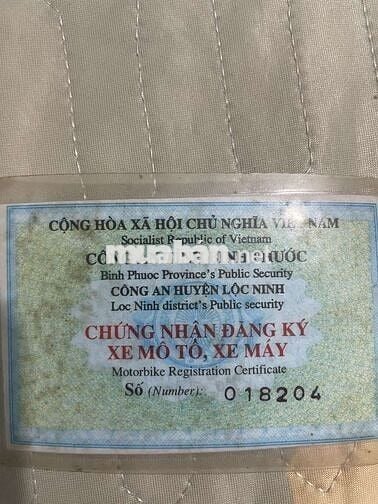 CỘNG HÒA XÃ HỘI CHỦ NGHĨA VIỆT NAM
Socialist Republic of Vietnam
muaban
BÌNH PHƯỚC
Binh Phuoc Province's Public Security
CÔNG AN HUYỆN LỘC NINH
Loc Ninh district's Public security
CHỨNG NHẬN ĐĂNG KÝ
XE MÔ TÔ, XE MÁY
Motorbike Registration Certificate
Số (Number): 018204